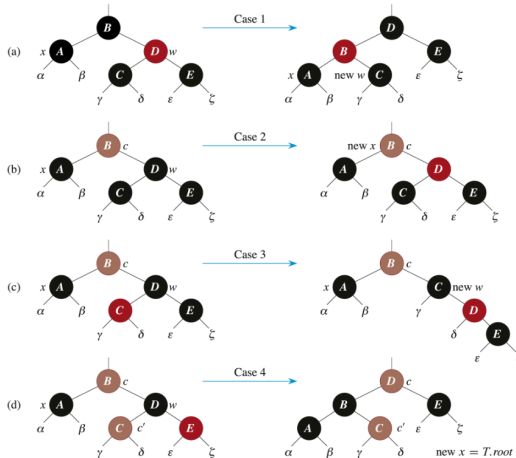 Case 1
B
B
D
(a) x A D w B E
C E x A new w C ε ζ
α β γ δ ε ζ α β γ δ
Case 2
(b) B c new x B c
x A D w A D
α β C E α β C E
γ δ ε ζ γ δ ε ζ
Case 3
(c) B c B c
x A D w x A C new w
α β C E α β γ D
γ δ ε ζ δ E
ε
Case 4
(d) B c D c
x A D w B E
α β C c′ E A C c′ ε ζ
γ δ ε ζ α β γ δ new x = T.root